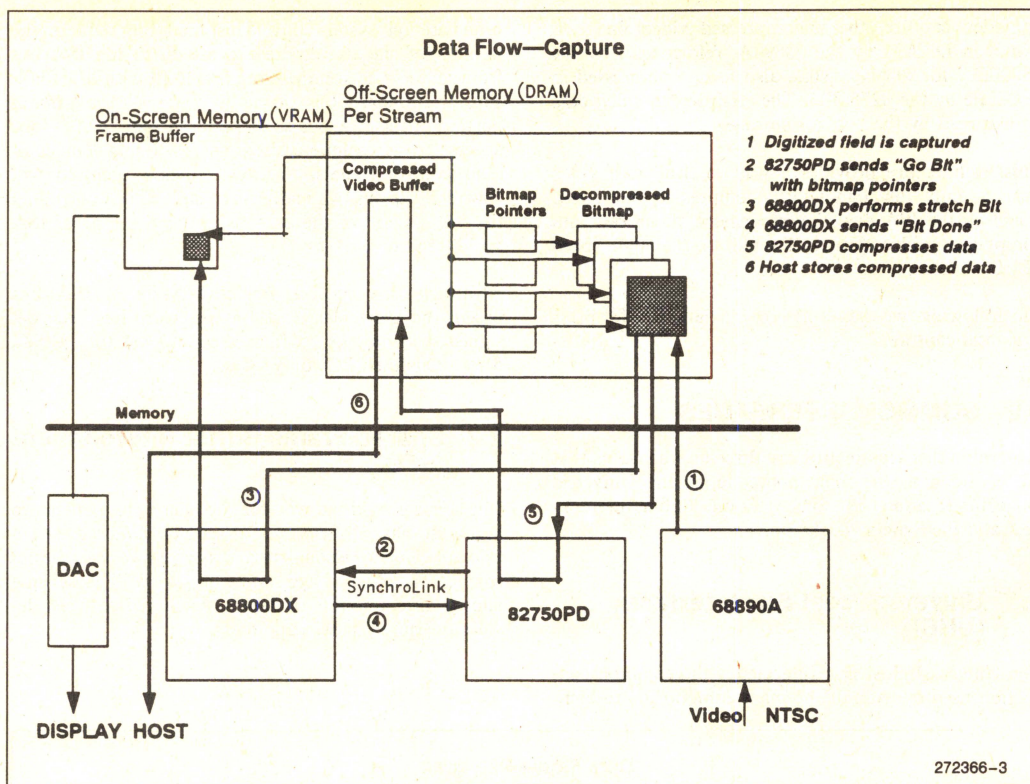 Data Flow—Capture
Off-Screen Memory (DRAM)
Per Stream
On-Screen Memory (VRAM)
Frame Buffer
Compressed
Video Buffer
Bitmap
Pointers
Decompressed
Bitmap
1 Digitized field is captured
2 82750PD sends "Go Blt"
with bitmap pointers
3 68800DX performs stretch Blt
4 68800DX sends "Blt Done"
5 82750PD compresses data
6 Host stores compressed data
Memory
6
3
1
5
2
SynchroLink
4
DAC
68800DX
82750PD
68890A
DISPLAY HOST
Video NTSC
272366–3